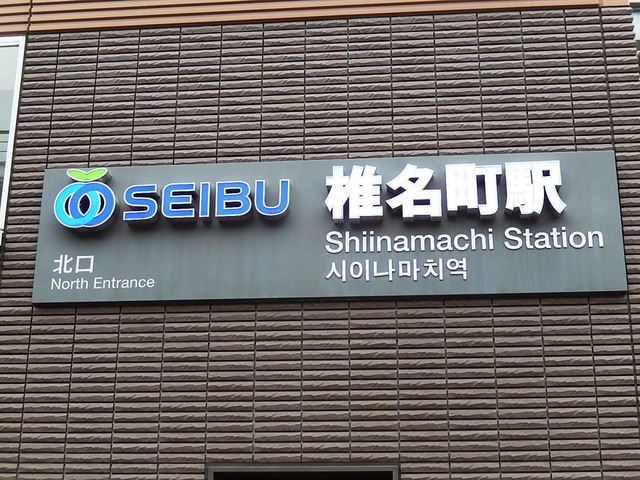 SEIBU
北口
North Entrance
椎名町駅
Shiinamachi Station
시이나마치역